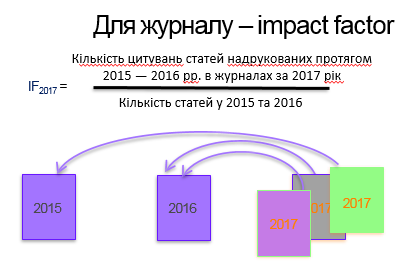 Для журналу – impact factor
Кількість цитувань статей надрукованих протягом
2015 — 2016 рр. в журналах за 2017 рік
IF2017 =
Кількість статей у 2015 та 2016
2015
2016
2017
2017
2017